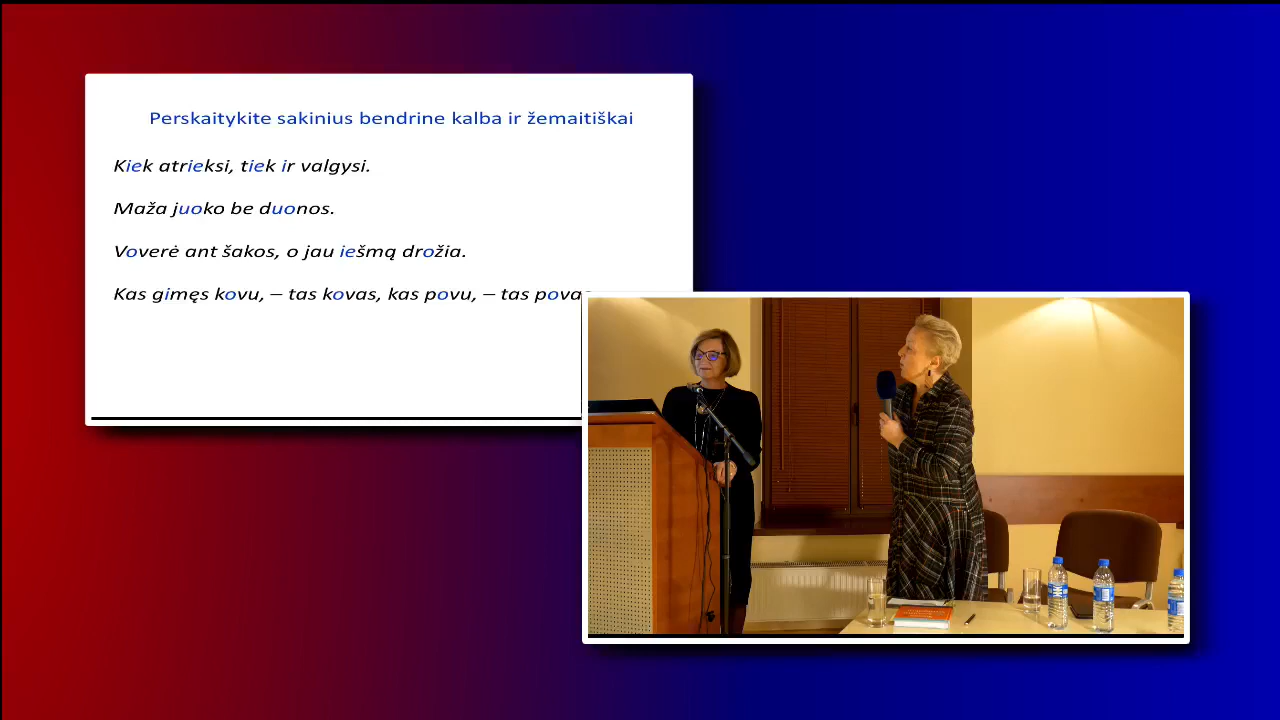 Perskaitykite sakinius bendrine kalba ir žemaitiškai
Kiek atrieksi, tiek ir valgysi.
Maža juoko be duonos.
Voverė ant šakos, o jau iešmą drožia.
Kas gimęs kovu, – tas kovas, kas povu, – tas povas